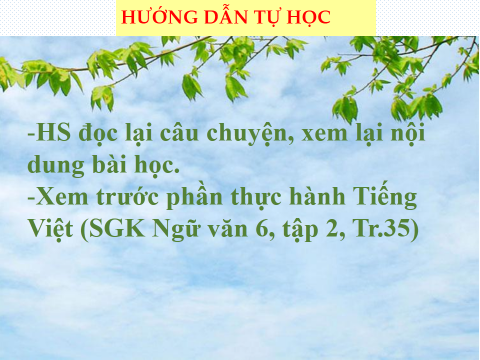 HƯỚNG DẪN TỰ HỌC
-HS đọc lại câu chuyện, xem lại nội
dung bài học.
-Xem trước phần thực hành Tiếng
Việt (SGK Ngữ văn 6, tập 2, Tr.35)